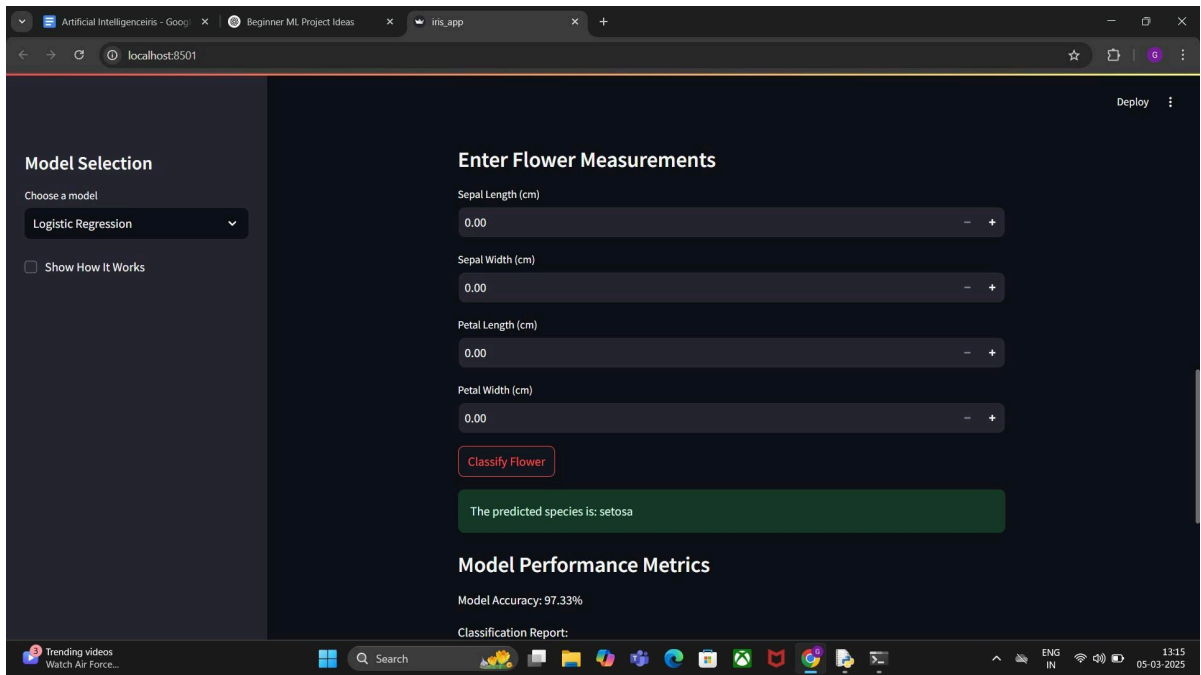 Artificial Intelligenceiris - Goog
Beginner ML Project Ideas
iris_app
localhost:8501
G
Deploy
Model Selection
Choose a model
Logistic Regression
Show How It Works
Enter Flower Measurements
Sepal Length (cm)
0.00
Sepal Width (cm)
0.00
Petal Length (cm)
0.00
Petal Width (cm)
0.00
Classify Flower
The predicted species is: setosa
Model Performance Metrics
Model Accuracy: 97.33%
Classification Report:
3
Trending videos
Watch Air Force...
Search
ENG
IN
13:15
05-03-2025